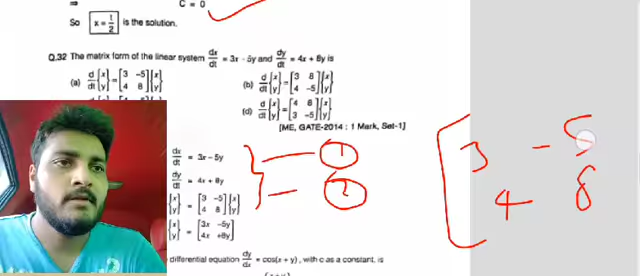 ⇒ C = 0
So x = 1/2 is the solution.
Q.32 The matrix form of the linear system dx/dt = 3x - 5y and dy/dt = 4x + 8y is
(a) d/dt {x y} = [3 -5 4 8] {x y}
(b) d/dt {x y} = [3 8 4 -5] {x y}
(d) d/dt {x y} = [4 8 3 -5] {x y}
[ME, GATE-2014 : 1 Mark, Set-1]
dx/dt = 3x - 5y
1
dy/dt = 4x + 8y
2
{x y} = [3 -5 4 8] {x y}
{x y} = [3x -5y 4x +8y]
differential equation dy/dx = cos(x + y), with c as a constant, is
3 -5
4 8